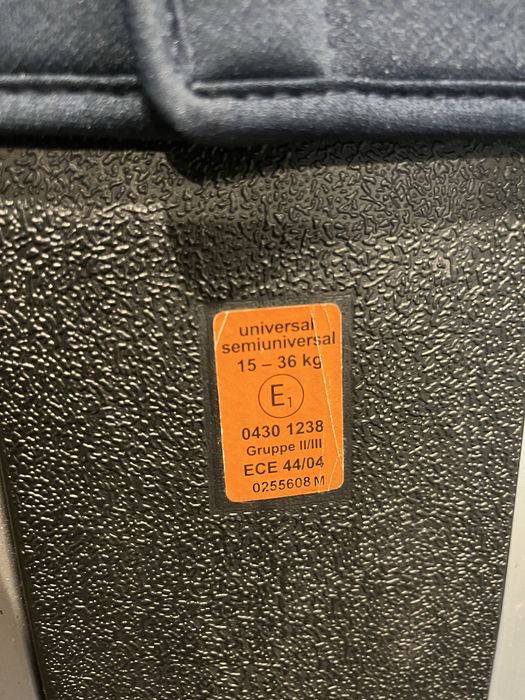 universal
semiuniversal
15 – 36 kg
E1
0430 1238
Gruppe II/III
ECE 44/04
0255608 M